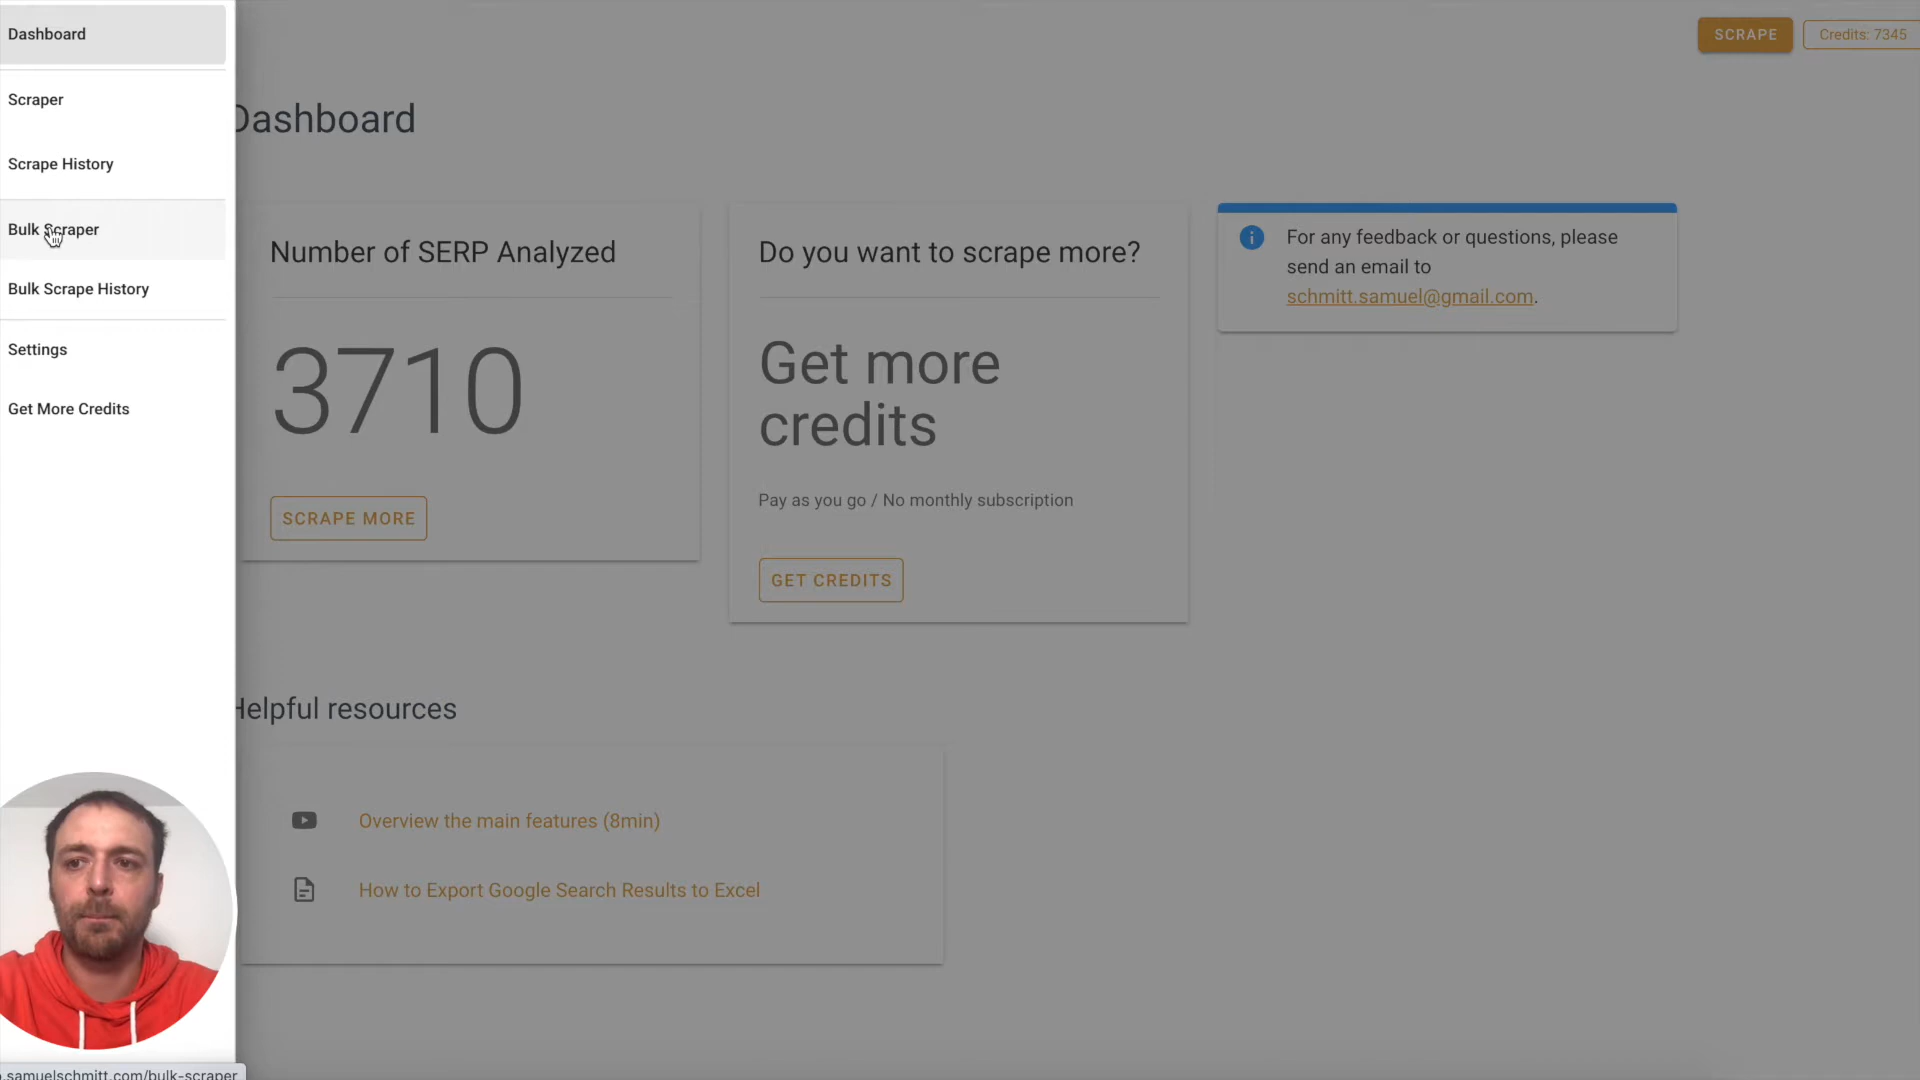 Dashboard
Scraper
Scrape History
Bulk Scraper
Bulk Scrape History
Settings
Get More Credits
SCRAPE
Credits: 7345
Dashboard
Number of SERP Analyzed
3710
SCRAPE MORE
Do you want to scrape more?
Get more
credits
Pay as you go / No monthly subscription
GET CREDITS
For any feedback or questions, please
send an email to
schmitt.samuel@gmail.com.
Helpful resources
Overview the main features (8min)
How to Export Google Search Results to Excel
.samuelschmitt.com/bulk-scraper